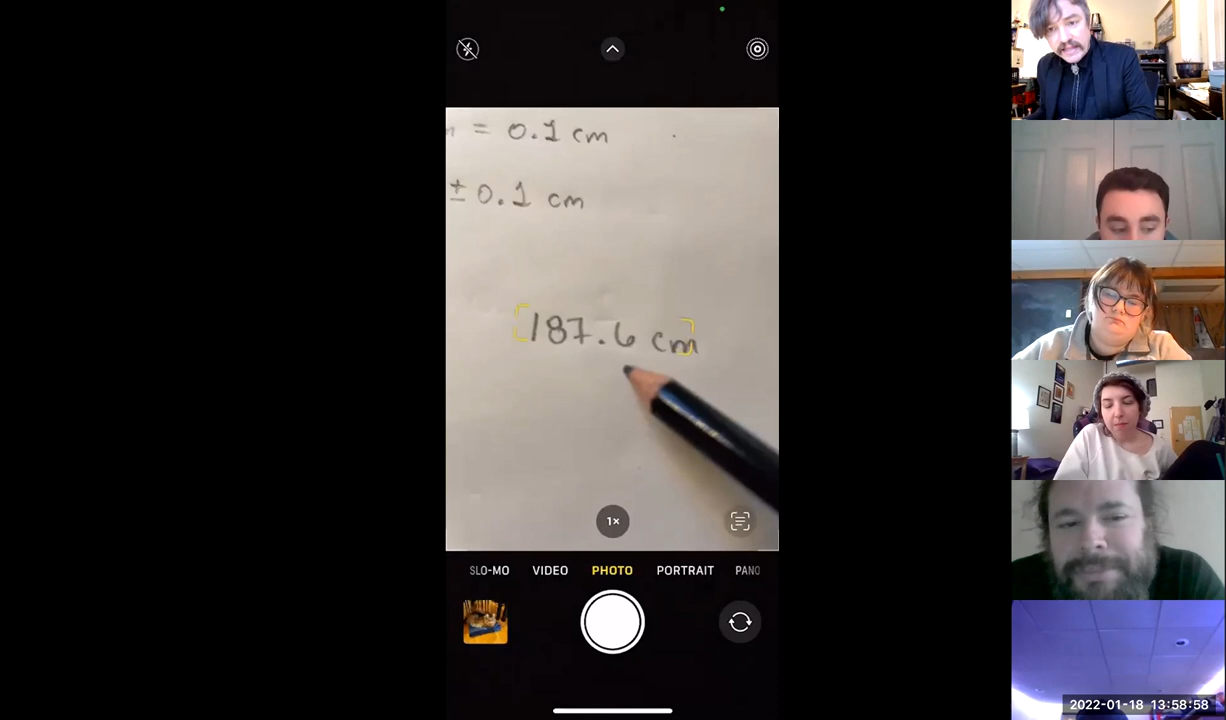 = 0.1 cm
± 0.1 cm
187.6 cm
1×
SLO-MO VIDEO PHOTO PORTRAIT PANO
2022-01-18 13:58:58